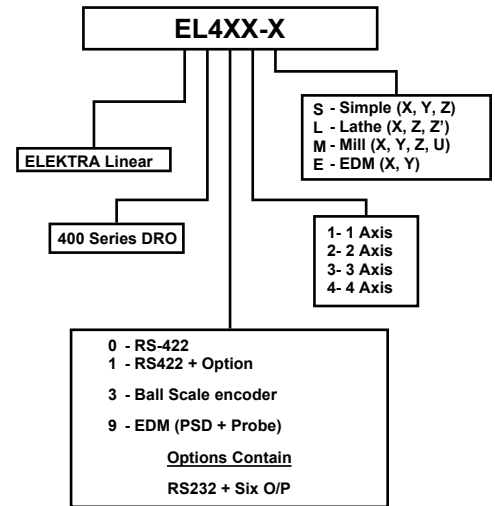 EL4XX-X
S - Simple (X, Y, Z)
L - Lathe (X, Z, Z’)
M - Mill (X, Y, Z, U)
E - EDM (X, Y)
ELEKTRA Linear
400 Series DRO
1- 1 Axis
2- 2 Axis
3- 3 Axis
4- 4 Axis
0 - RS-422
1 - RS422 + Option
3 - Ball Scale encoder
9 - EDM (PSD + Probe)
Options Contain
RS232 + Six O/P